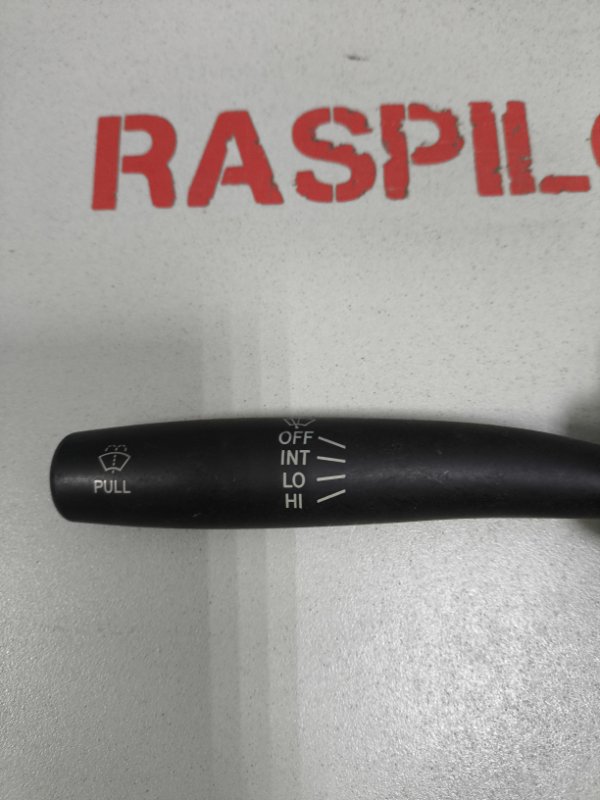 RASPIL
OFF
INT
LO
HI
PULL